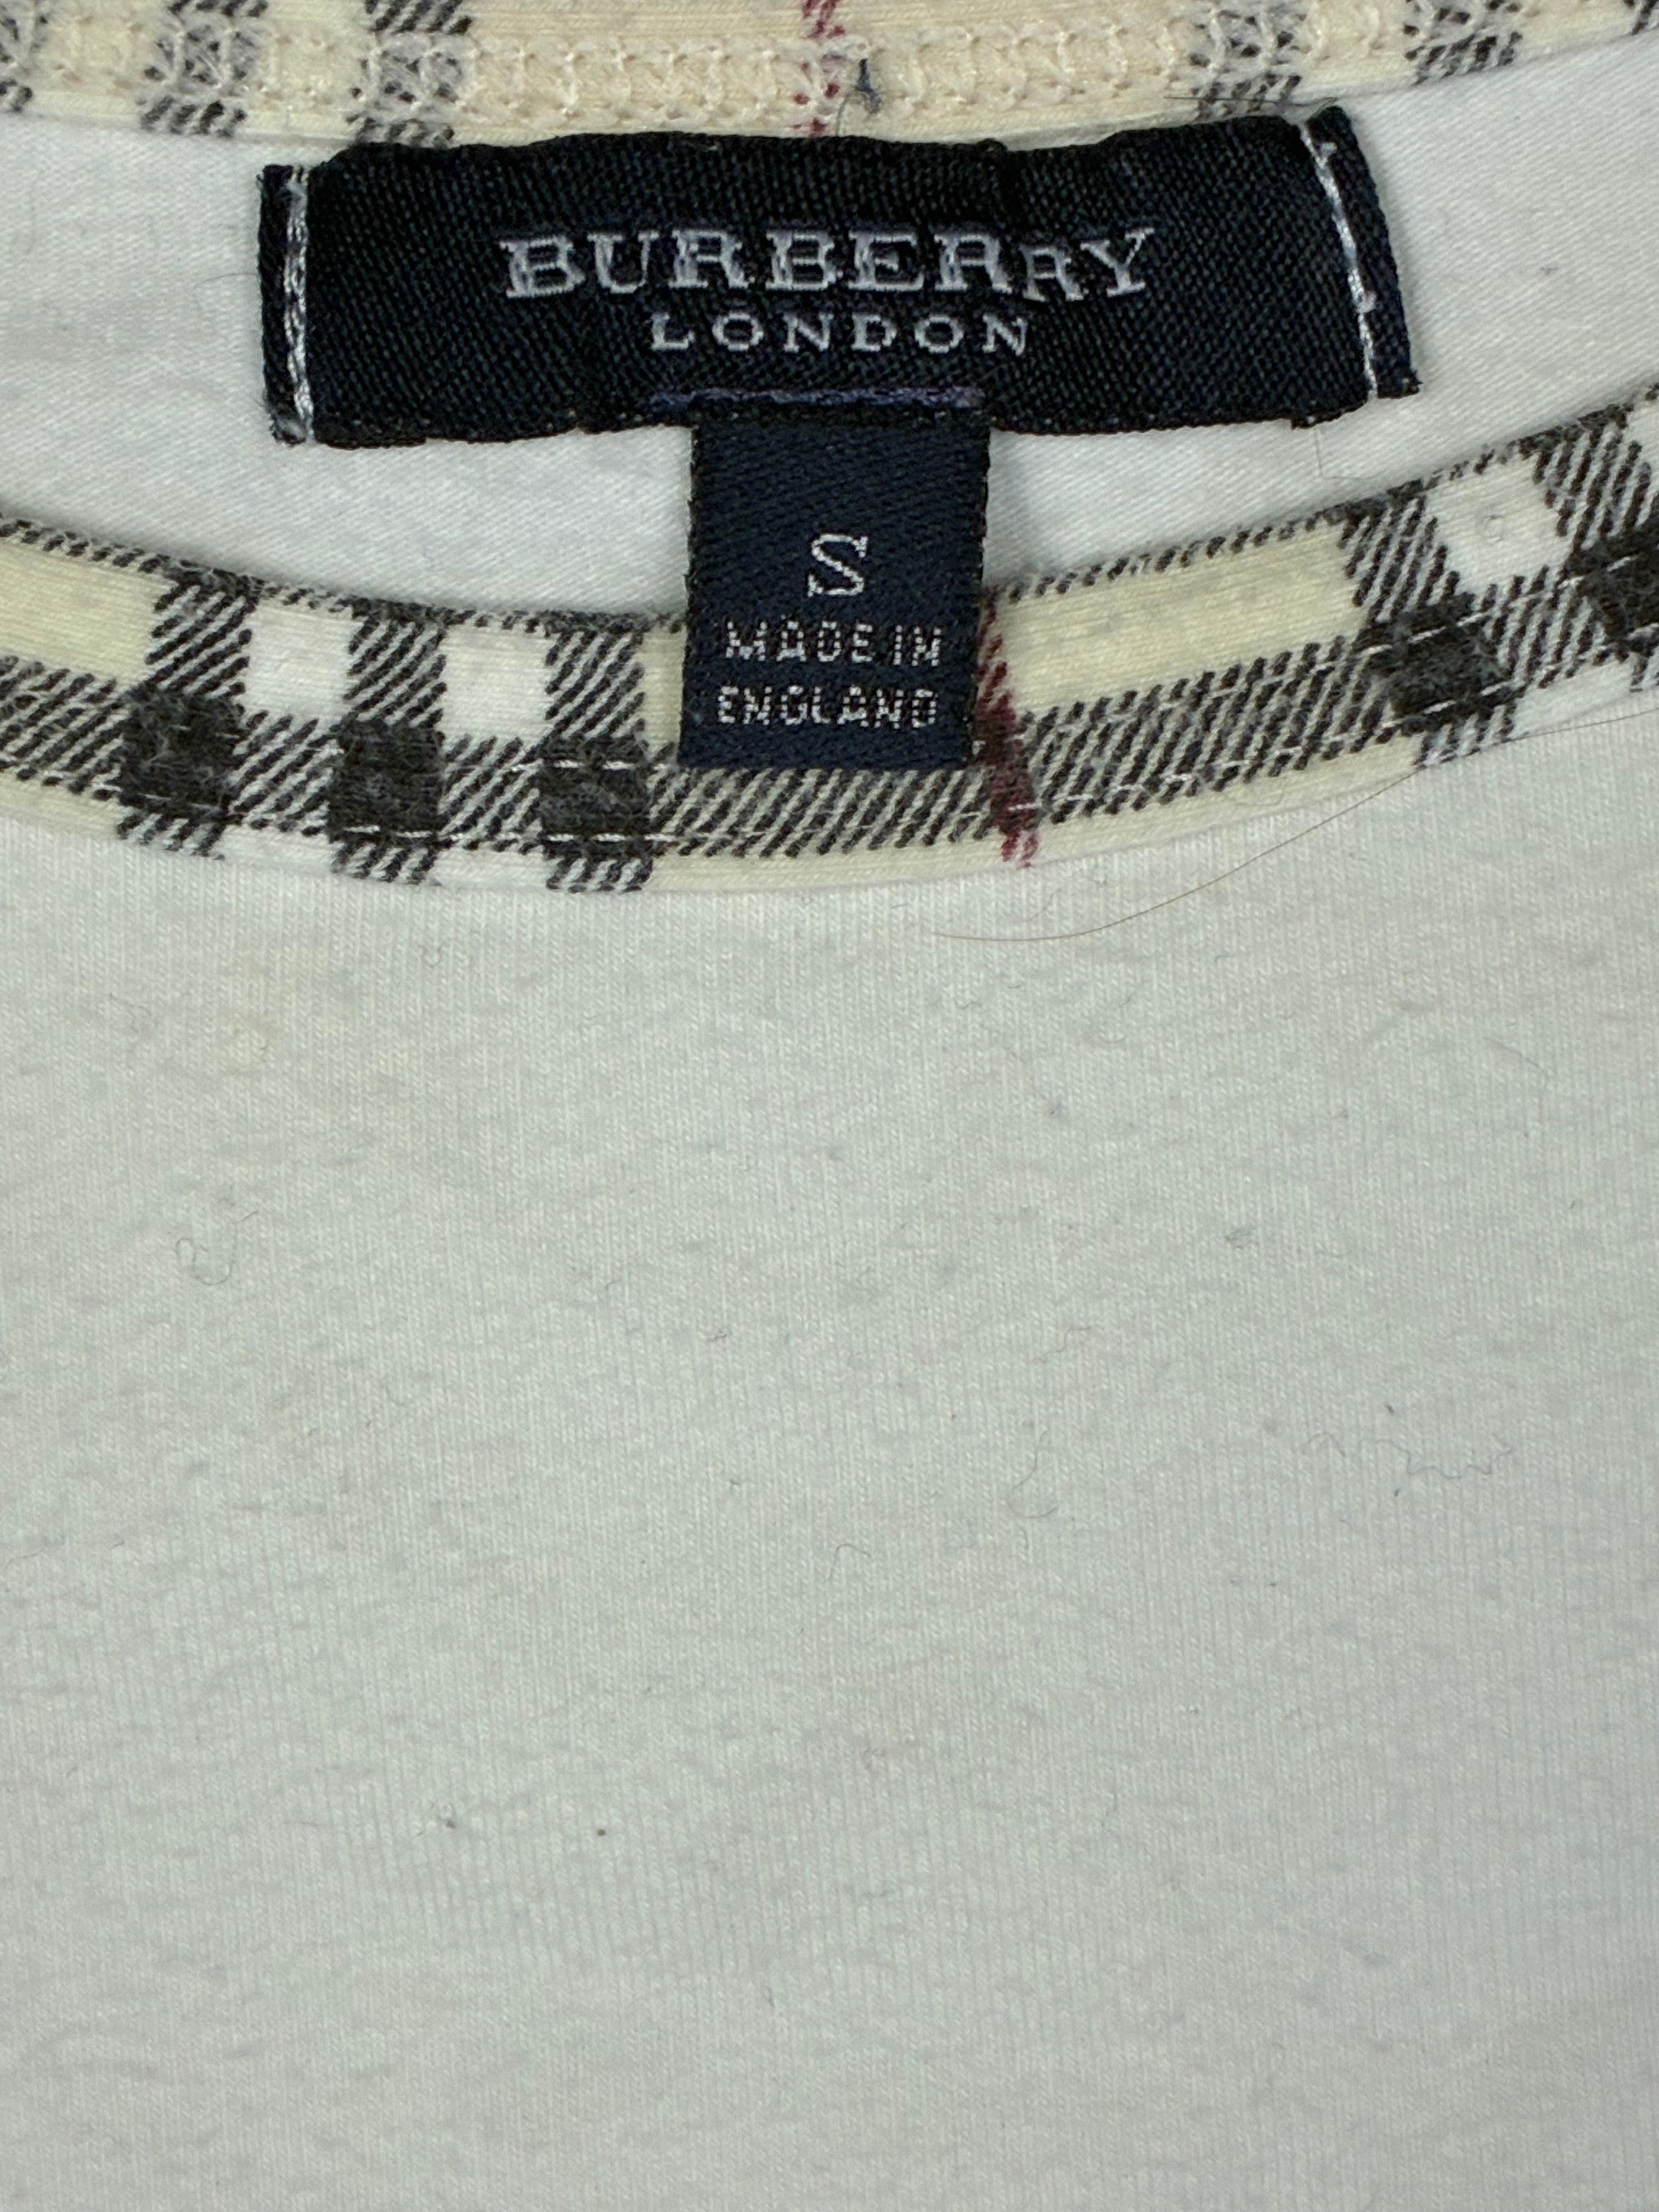 BURBERRY
LONDON
S
MADE IN
ENGLAND